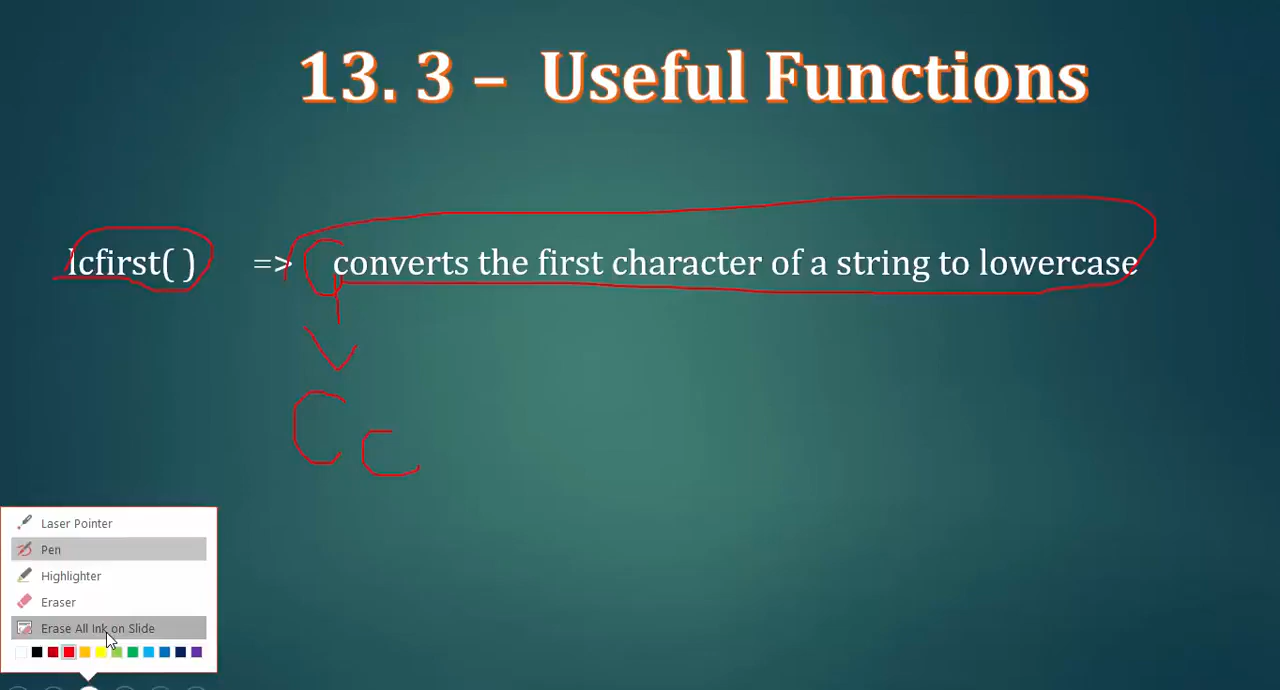 13. 3 – Useful Functions
lcfirst( ) => converts the first character of a string to lowercase
C c
Laser Pointer
Pen
Highlighter
Eraser
Erase All Ink on Slide